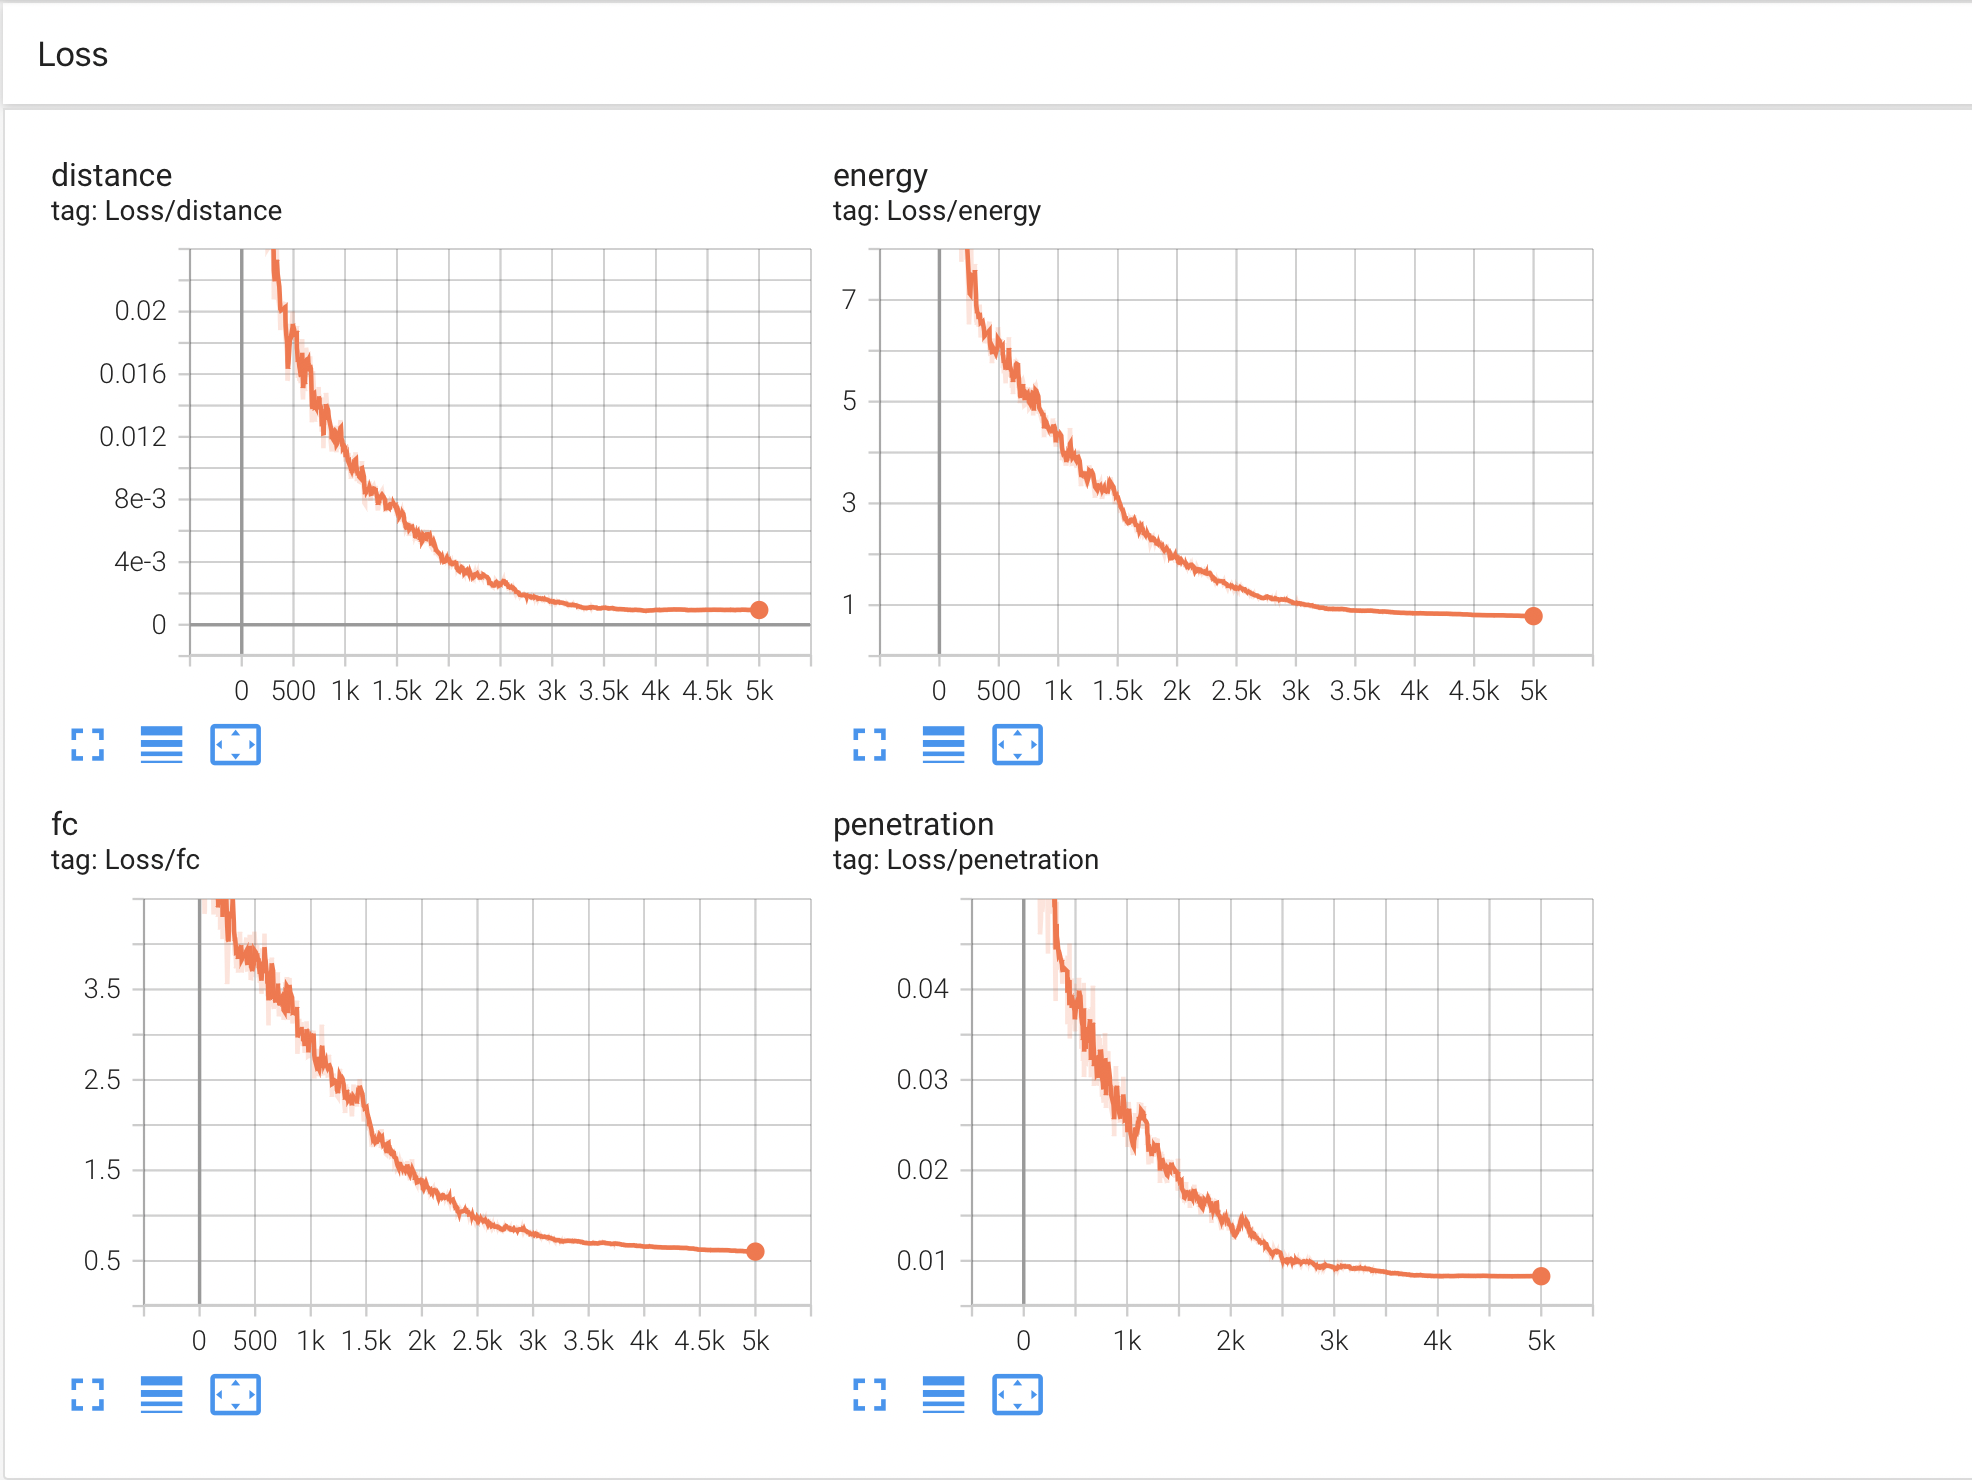 Loss
distance
tag: Loss/distance
0.02
0.016
0.012
8e-3
4e-3
0
0 500 1k 1.5k 2k 2.5k 3k 3.5k 4k 4.5k 5k
energy
tag: Loss/energy
7
5
3
1
0 500 1k 1.5k 2k 2.5k 3k 3.5k 4k 4.5k 5k
fc
tag: Loss/fc
3.5
2.5
1.5
0.5
0 500 1k 1.5k 2k 2.5k 3k 3.5k 4k 4.5k 5k
penetration
tag: Loss/penetration
0.04
0.03
0.02
0.01
0 1k 2k 3k 4k 5k